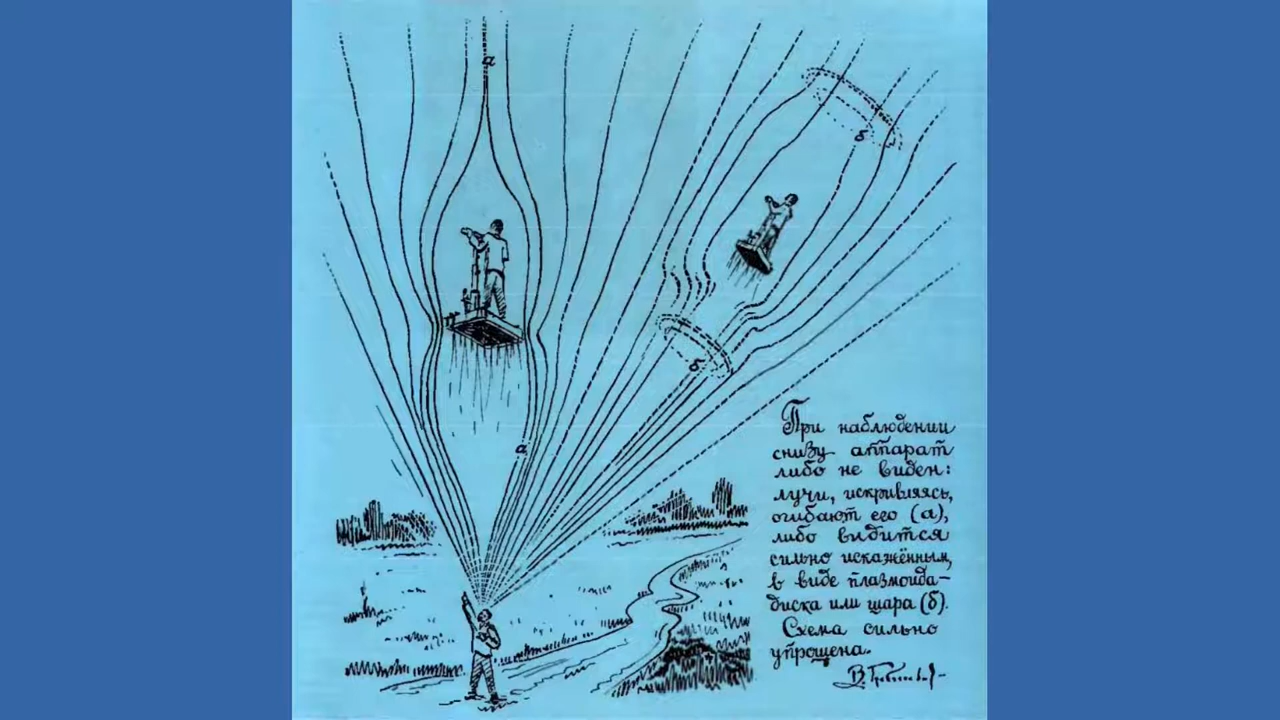 а
б
б
а
При наблюдении
снизу аппарат
либо не виден:
лучи, искривляясь,
огибают его (а),
либо видится
сильно искажённым,
в виде плазмоида-
диска или шара (б).
Схема сильно
упрощена.